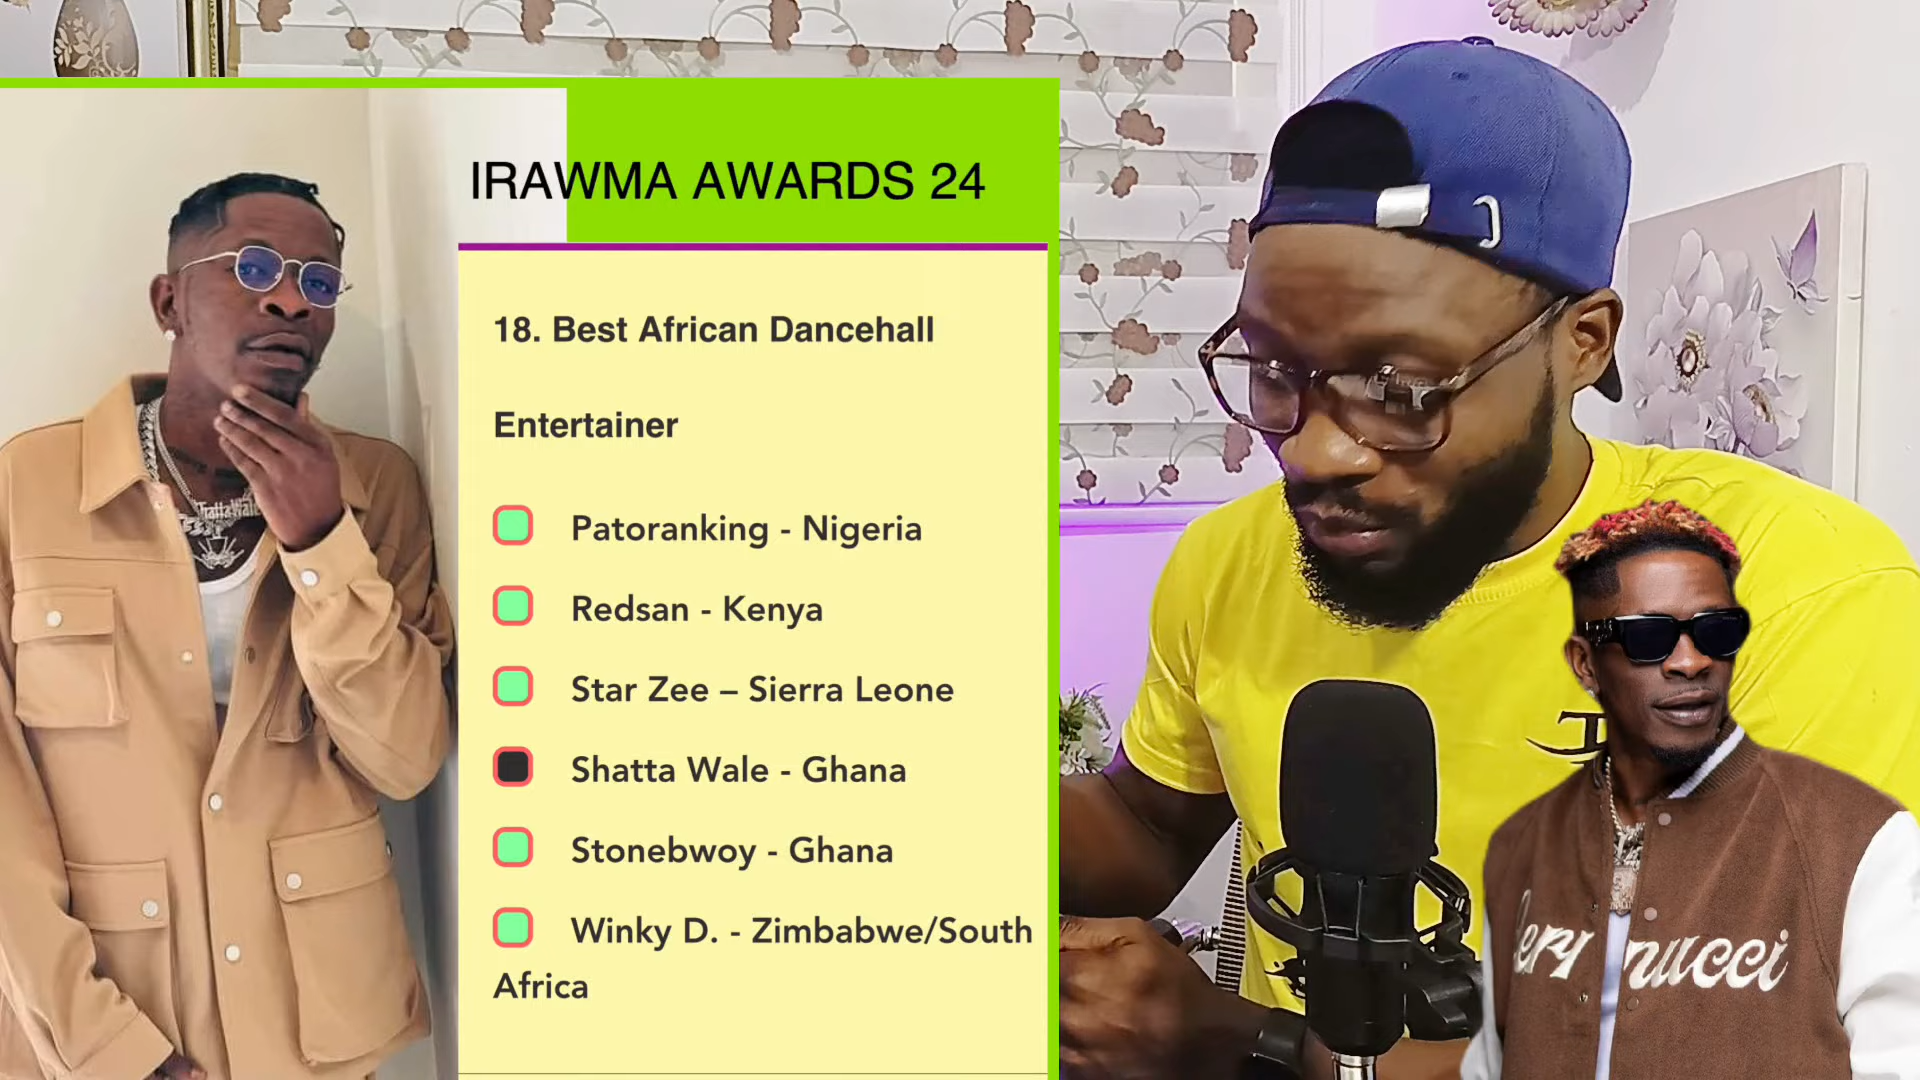 IRAWMA AWARDS 24
18. Best African Dancehall
Entertainer
Patoranking - Nigeria
Redsan - Kenya
Star Zee – Sierra Leone
Shatta Wale - Ghana
Stonebwoy - Ghana
Winky D. - Zimbabwe/South
Africa